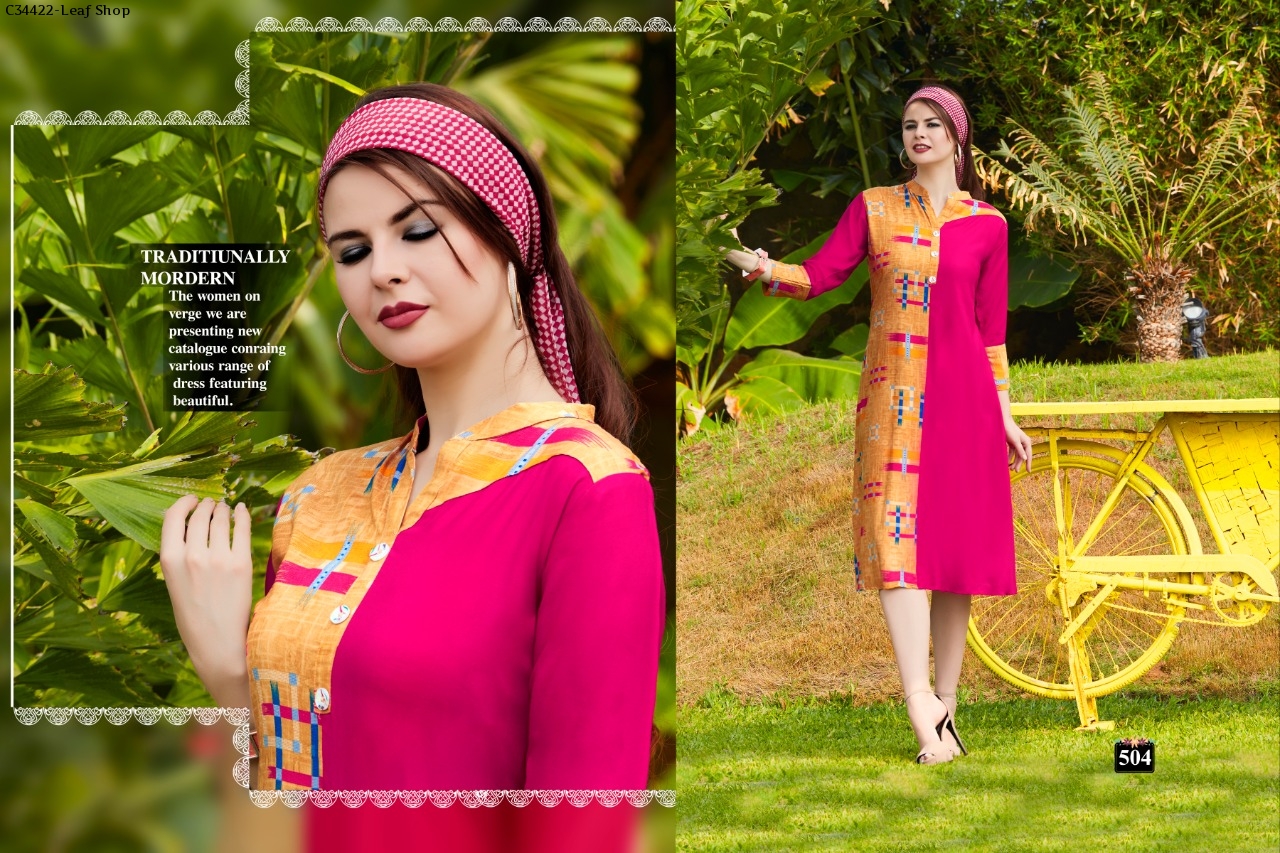 C34422-Leaf Shop
TRADITIUNALLY
MORDERN
The women on
verge we are
presenting new
catalogue conraing
various range of
dress featuring
beautiful.
504